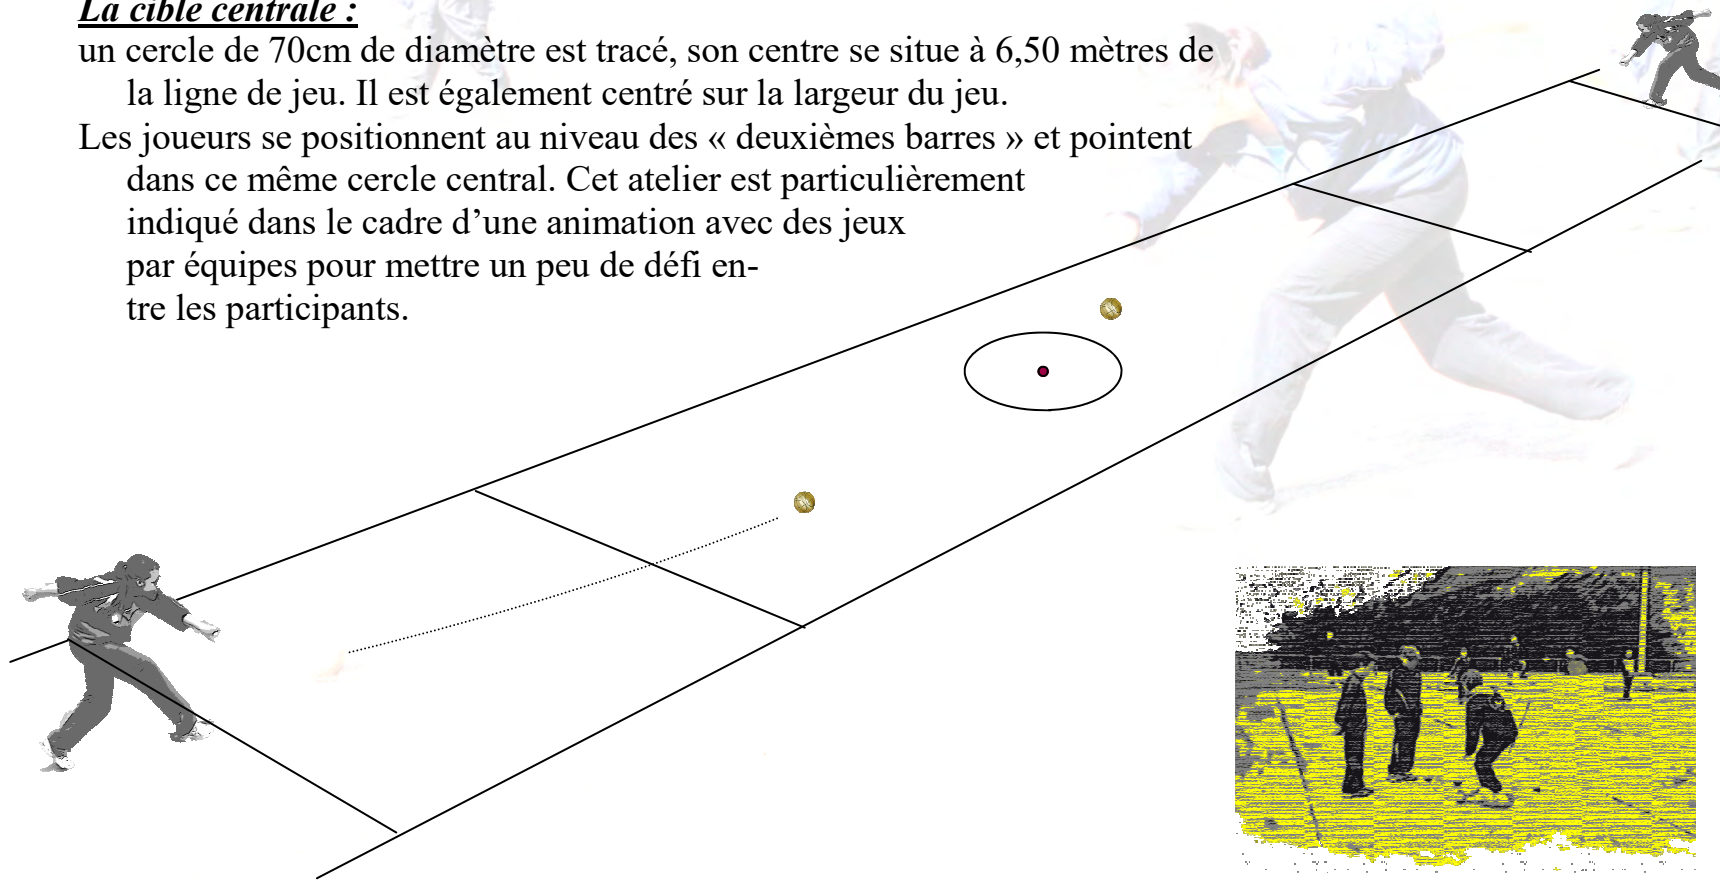 La cible centrale :
un cercle de 70cm de diamètre est tracé, son centre se situe à 6,50 mètres de
la ligne de jeu. Il est également centré sur la largeur du jeu.
Les joueurs se positionnent au niveau des « deuxièmes barres » et pointent
dans ce même cercle central. Cet atelier est particulièrement
indiqué dans le cadre d’une animation avec des jeux
par équipes pour mettre un peu de défi en-
tre les participants.